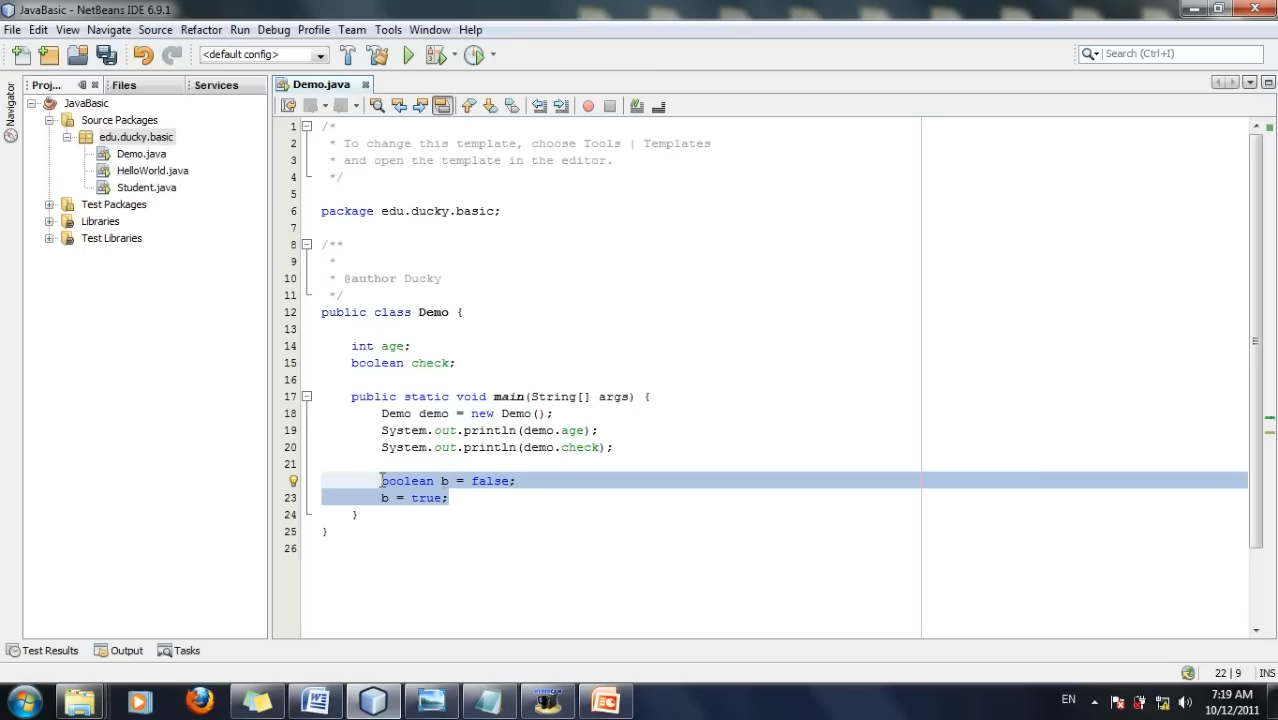 JavaBasic - NetBeans IDE 6.9.1
File Edit View Navigate Source Refactor Run Debug Profile Team Tools Window Help
<default config>
Search (Ctrl+I)
Proj... Files Services
Demo.java
Navigator
JavaBasic
Source Packages
edu.ducky.basic
Demo.java
HelloWorld.java
Student.java
Test Packages
Libraries
Test Libraries
1 /*
2 * To change this template, choose Tools | Templates
3 * and open the template in the editor.
4 */
5
6 package edu.ducky.basic;
7
8 /**
9 *
10 * @author Ducky
11 */
12 public class Demo {
13
14 int age;
15 boolean check;
16
17 public static void main(String[] args) {
18 Demo demo = new Demo();
19 System.out.println(demo.age);
20 System.out.println(demo.check);
21
boolean b = false;
23 b = true;
24 }
25 }
26
Test Results Output Tasks
22 | 9 INS
EN
7:19 AM
10/12/2011